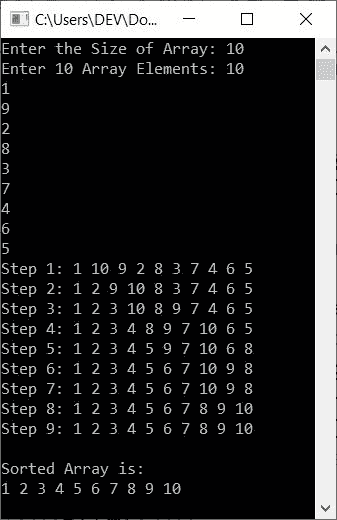 C:\Users\DEV\Do...
Enter the Size of Array: 10
Enter 10 Array Elements: 10
1
9
2
8
3
7
4
6
5
Step 1: 1 10 9 2 8 3 7 4 6 5
Step 2: 1 2 9 10 8 3 7 4 6 5
Step 3: 1 2 3 10 8 9 7 4 6 5
Step 4: 1 2 3 4 8 9 7 10 6 5
Step 5: 1 2 3 4 5 9 7 10 6 8
Step 6: 1 2 3 4 5 6 7 10 9 8
Step 7: 1 2 3 4 5 6 7 10 9 8
Step 8: 1 2 3 4 5 6 7 8 9 10
Step 9: 1 2 3 4 5 6 7 8 9 10
Sorted Array is:
1 2 3 4 5 6 7 8 9 10